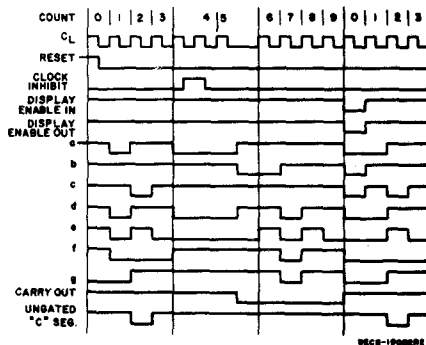 COUNT 0 1 2 3 4 5 6 7 8 9 0 1 2 3
CL
RESET
CLOCK
INHIBIT
DISPLAY
ENABLE IN
DISPLAY
ENABLE OUT
a
b
c
d
e
f
g
CARRY OUT
UNGATED
"C" SEG.